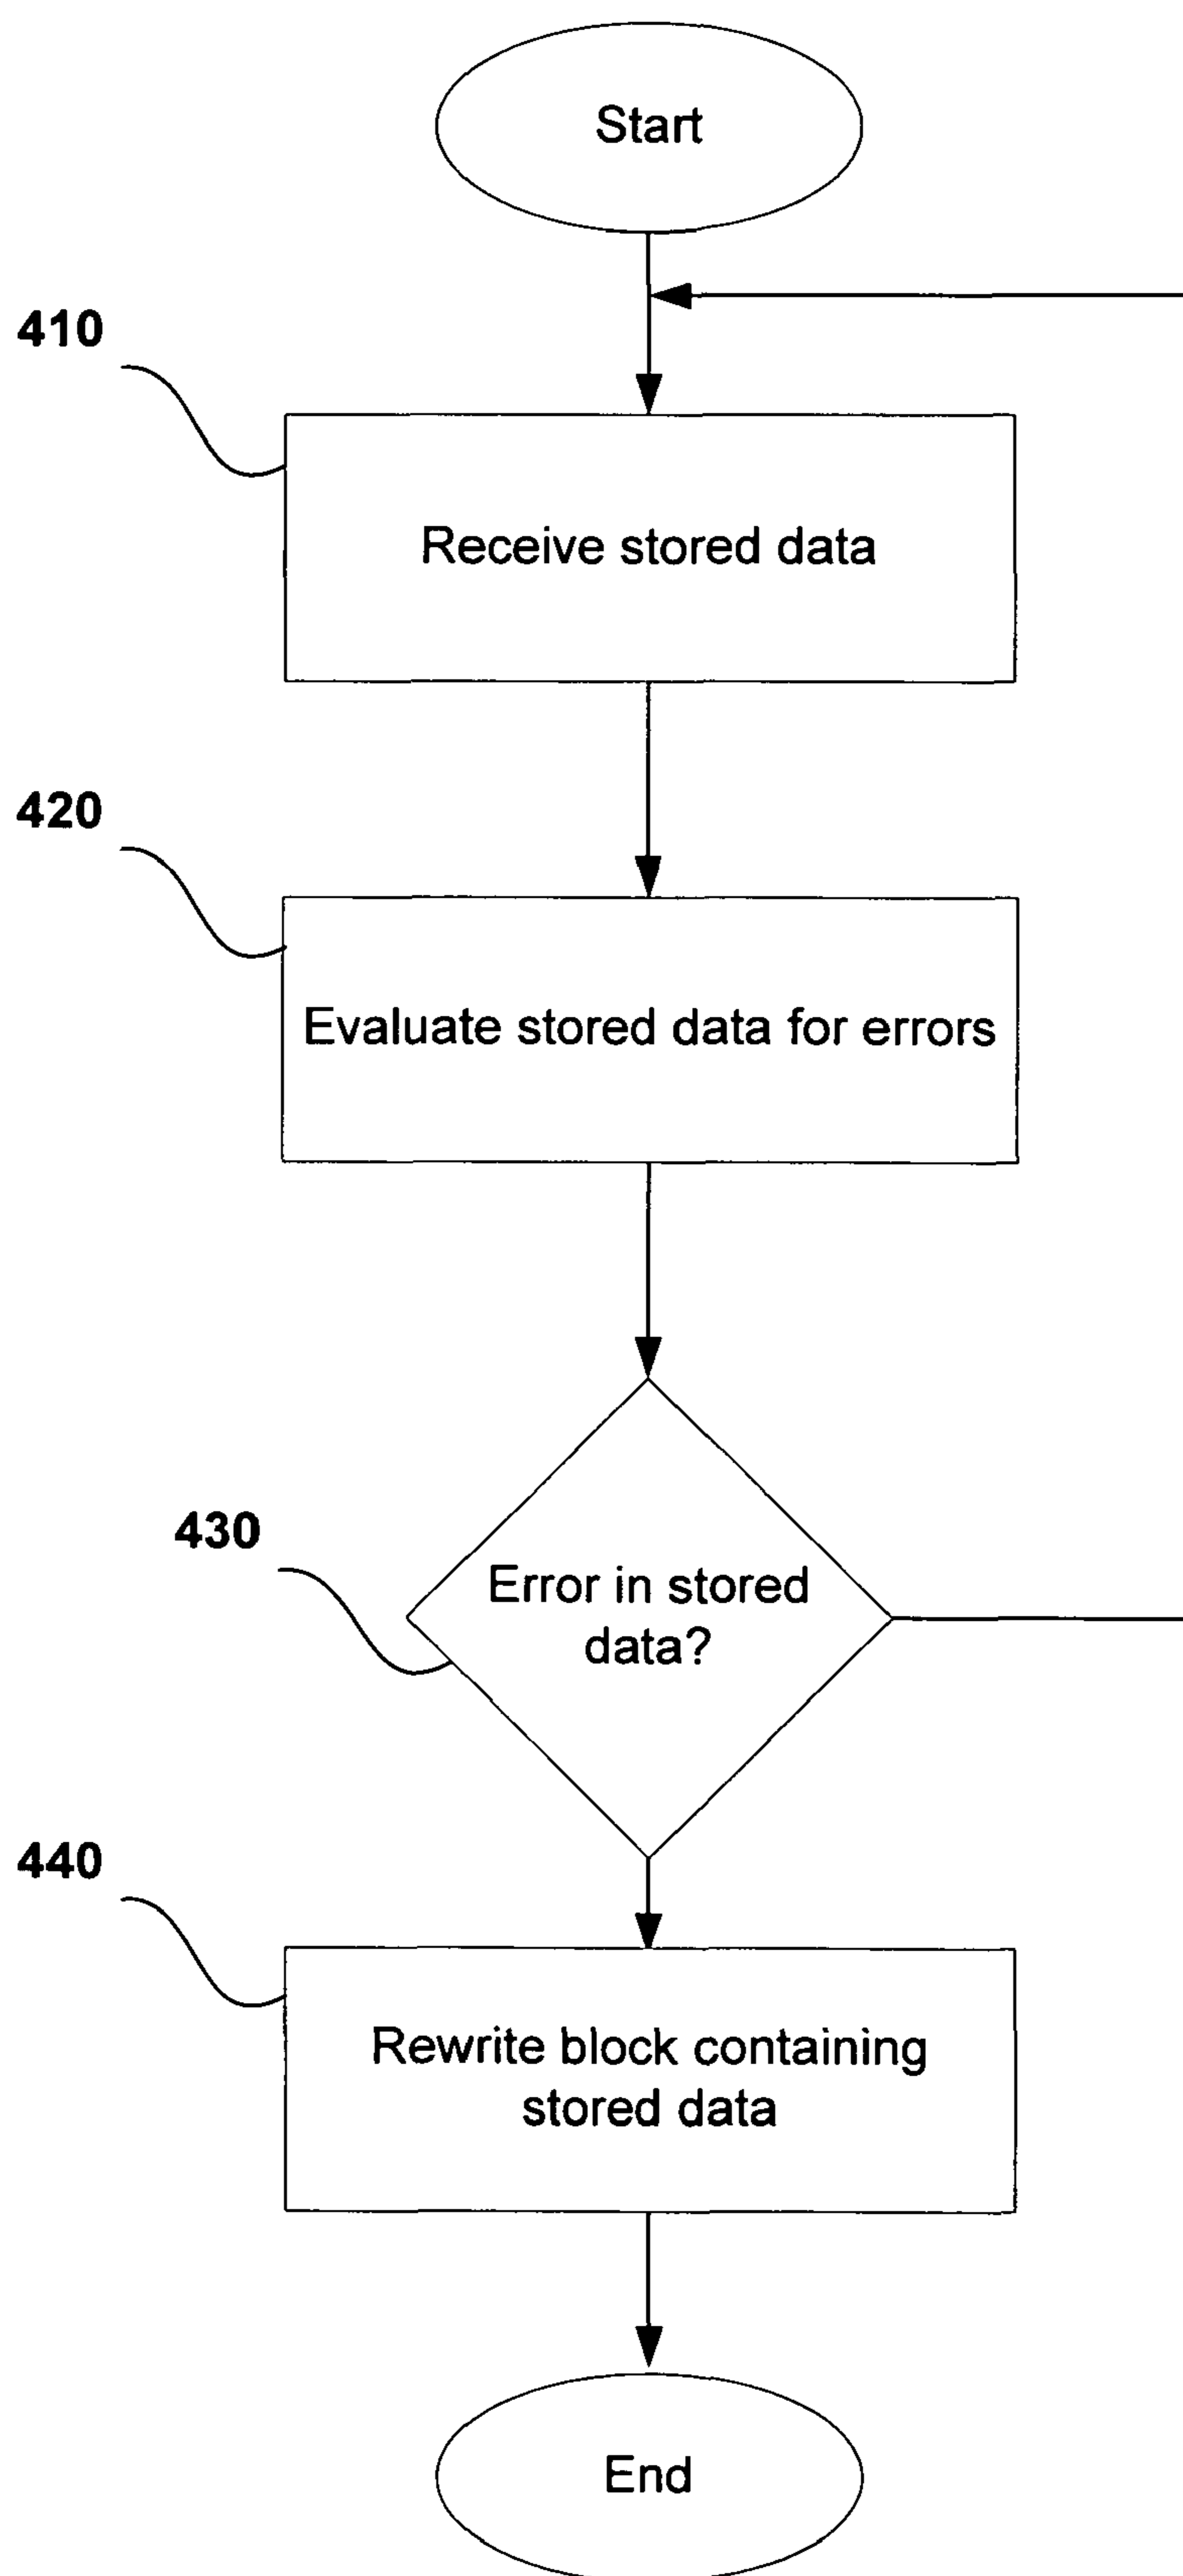 Start
410
Receive stored data
420
Evaluate stored data for errors
430
Error in stored
data?
440
Rewrite block containing
stored data
End